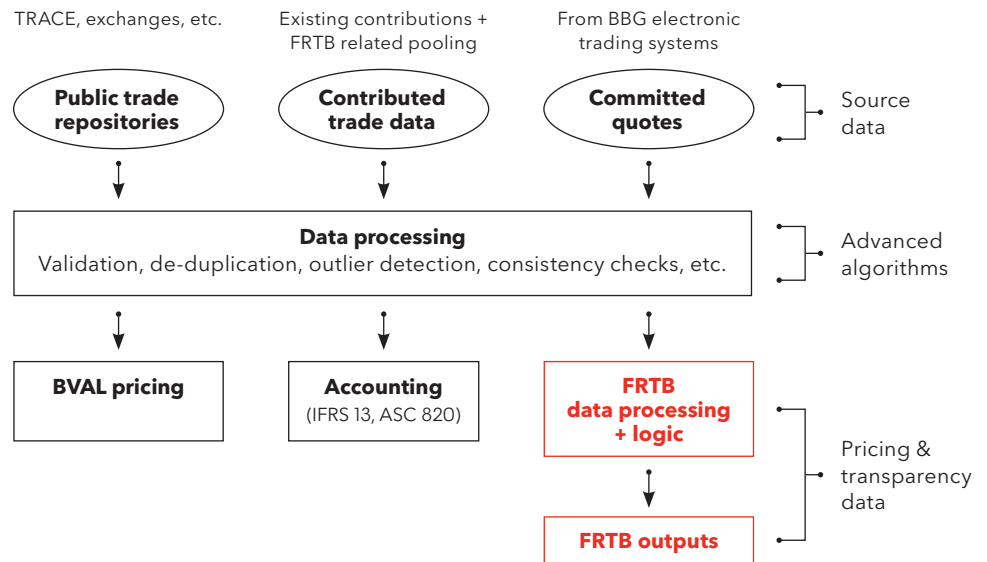 TRACE, exchanges, etc.
Existing contributions +
FRTB related pooling
From BBG electronic
trading systems
Public trade
repositories
Contributed
trade data
Committed
quotes
Source
data
Data processing
Validation, de-duplication, outlier detection, consistency checks, etc.
Advanced
algorithms
BVAL pricing
Accounting
(IFRS 13, ASC 820)
FRTB
data processing
+ logic
Pricing &
transparency
data
FRTB outputs